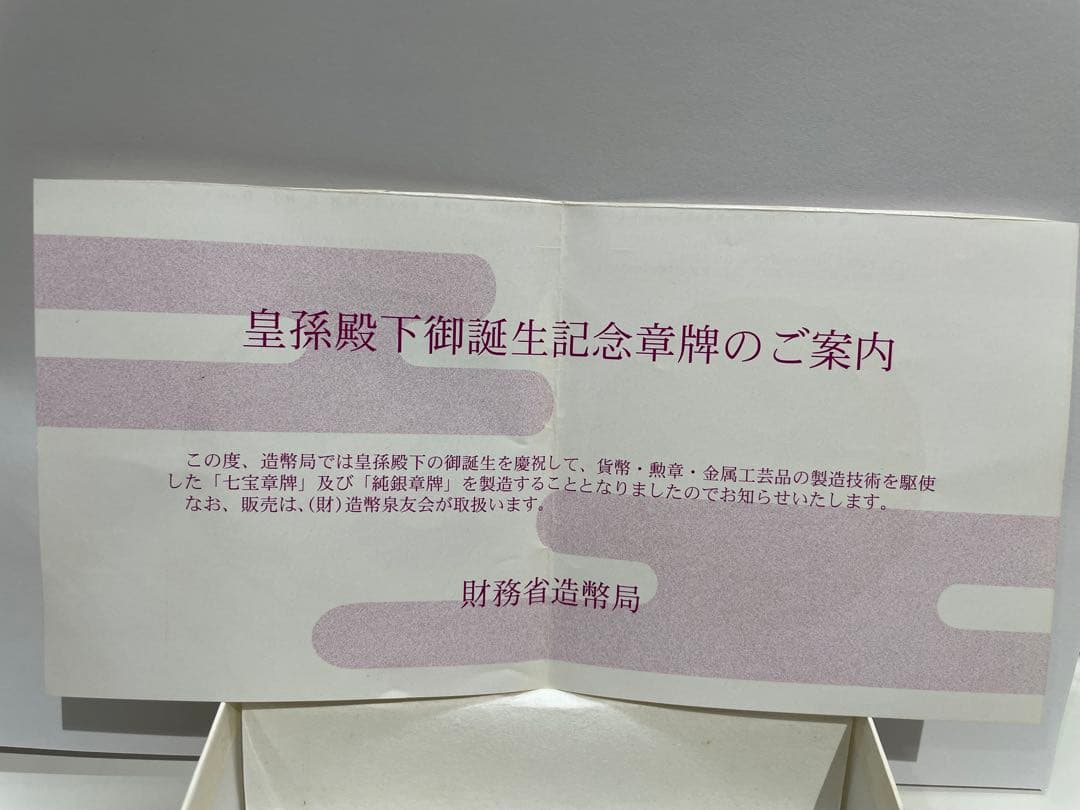 皇孫殿下御誕生記念章牌のご案内
この度、造幣局では皇孫殿下の御誕生を慶祝して、貨幣・勲章・金属工芸品の製造技術を駆使
した「七宝章牌」及び「純銀章牌」を製造することとなりましたのでお知らせいたします。
なお、販売は、(財)造幣泉友会が取扱います。
財務省造幣局